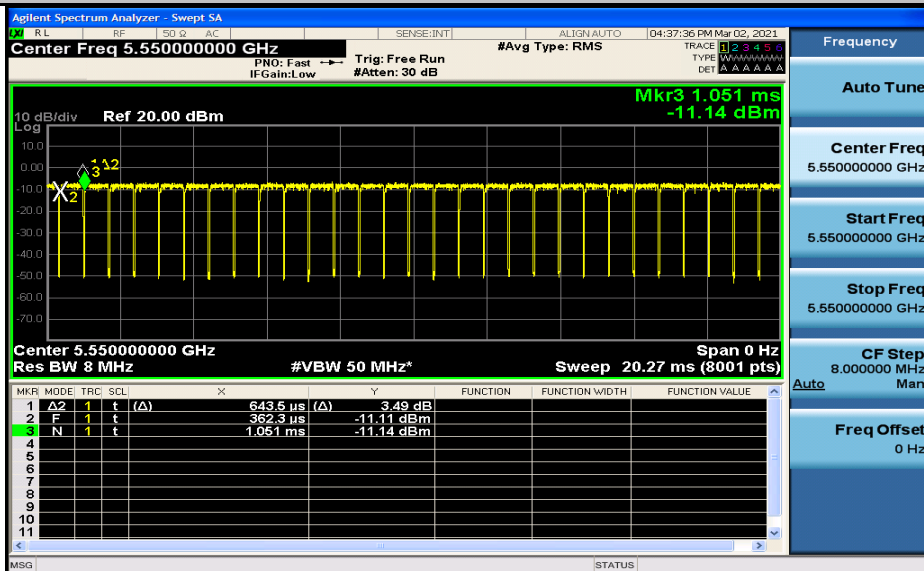 Agilent Spectrum Analyzer - Swept SA
LXI RL RF 50 Ω AC SENSE:INT ALIGN AUTO 04:37:36 PM Mar 02, 2021
Center Freq 5.550000000 GHz
PNO: Fast
IFGain:Low
Trig: Free Run
#Atten: 30 dB
#Avg Type: RMS
TRACE 1 2 3 4 5 6
TYPE WWWWWW
DET A A A A A A
Mkr3 1.051 ms
-11.14 dBm
10 dB/div Ref 20.00 dBm
Log
10.0
0.00
-10.0
-20.0
-30.0
-40.0
-50.0
-60.0
-70.0
1Δ2
3
X2
Center 5.550000000 GHz Span 0 Hz
Res BW 8 MHz #VBW 50 MHz* Sweep 20.27 ms (8001 pts)
MKR MODE TRC SCL X Y FUNCTION FUNCTION WIDTH FUNCTION VALUE
1 Δ2 1 t (Δ) 643.5 µs (Δ) 3.49 dB
2 F 1 t 362.3 µs -11.11 dBm
3 N 1 t 1.051 ms -11.14 dBm
4
5
6
7
8
9
10
11
MSG STATUS
Frequency
Auto Tune
Center Freq
5.550000000 GHz
Start Freq
5.550000000 GHz
Stop Freq
5.550000000 GHz
CF Step
8.000000 MHz
Auto Man
Freq Offset
0 Hz